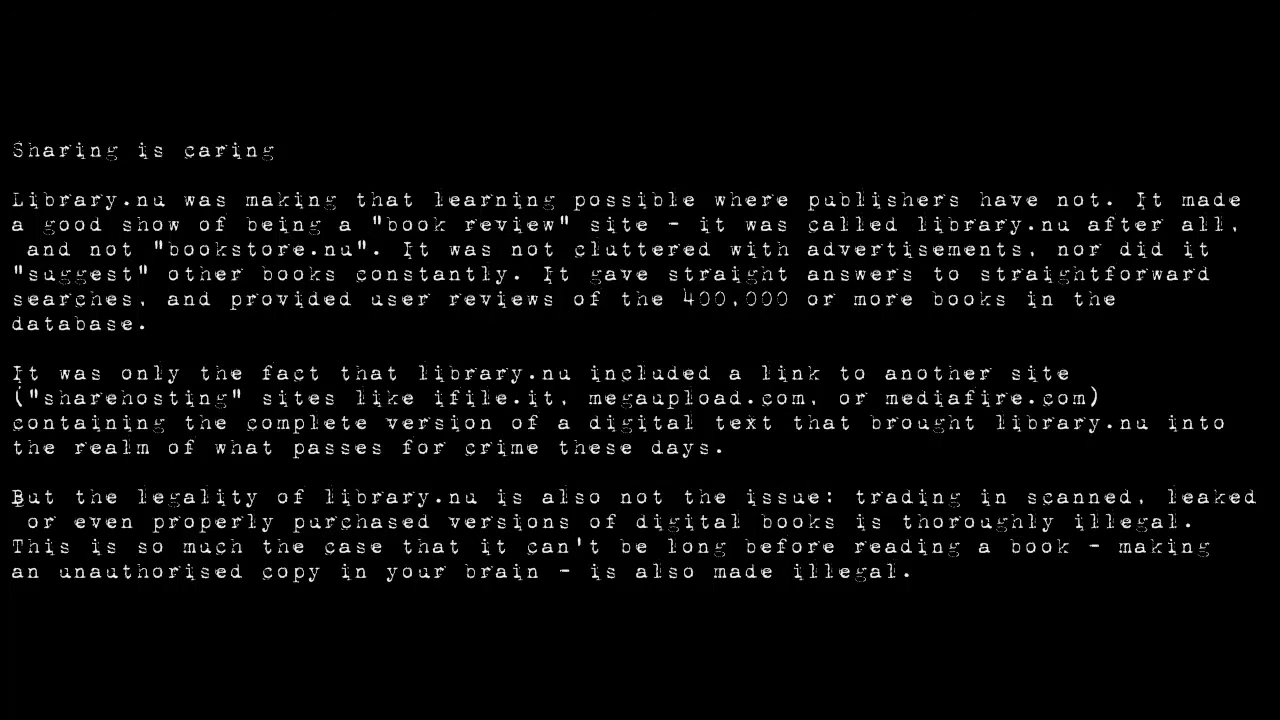 Sharing is caring
Library.nu was making that learning possible where publishers have not. It made
a good show of being a "book review" site - it was called library.nu after all,
and not "bookstore.nu". It was not cluttered with advertisements, nor did it
"suggest" other books constantly. It gave straight answers to straightforward
searches, and provided user reviews of the 400,000 or more books in the
database.
It was only the fact that library.nu included a link to another site
("sharehosting" sites like ifile.it, megaupload.com, or mediafire.com)
containing the complete version of a digital text that brought library.nu into
the realm of what passes for crime these days.
But the legality of library.nu is also not the issue: trading in scanned, leaked
or even properly purchased versions of digital books is thoroughly illegal.
This is so much the case that it can't be long before reading a book - making
an unauthorised copy in your brain - is also made illegal.